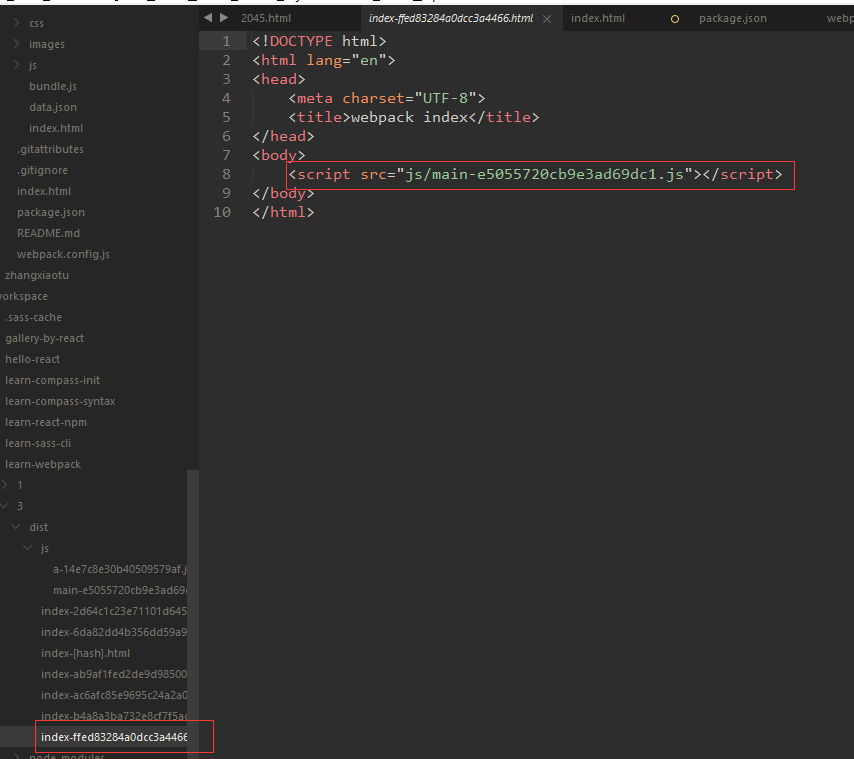 css
images
js
bundle.js
data.json
index.html
.gitattributes
.gitignore
index.html
package.json
README.md
webpack.config.js
zhangxiaotu
workspace
.sass-cache
gallery-by-react
hello-react
learn-compass-init
learn-compass-syntax
learn-react-npm
learn-sass-cli
learn-webpack
1
3
dist
js
a-14e7c8e30b40509579af.j
main-e5055720cb9e3ad69
index-2d64c1c23e71101d645
index-6da82dd4b356dd59a9
index-[hash].html
index-ab9af1fed2de9d98500
index-ac6afc85e9695c24a2a0
index-b4a8a3ba732e8cf7f5a
index-ffed83284a0dcc3a4466
node_modules
2045.html index-ffed83284a0dcc3a4466.html index.html package.json webp
1 <!DOCTYPE html>
2 <html lang="en">
3 <head>
4 <meta charset="UTF-8">
5 <title>webpack index</title>
6 </head>
7 <body>
8 <script src="js/main-e5055720cb9e3ad69dc1.js"></script>
9 </body>
10 </html>